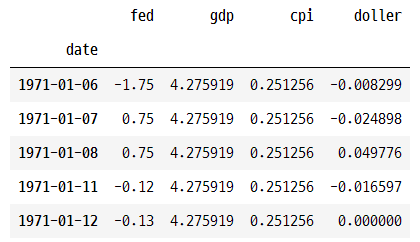 fed gdp cpi doller
date
1971-01-06 -1.75 4.275919 0.251256 -0.008299
1971-01-07 0.75 4.275919 0.251256 -0.024898
1971-01-08 0.75 4.275919 0.251256 0.049776
1971-01-11 -0.12 4.275919 0.251256 -0.016597
1971-01-12 -0.13 4.275919 0.251256 0.000000